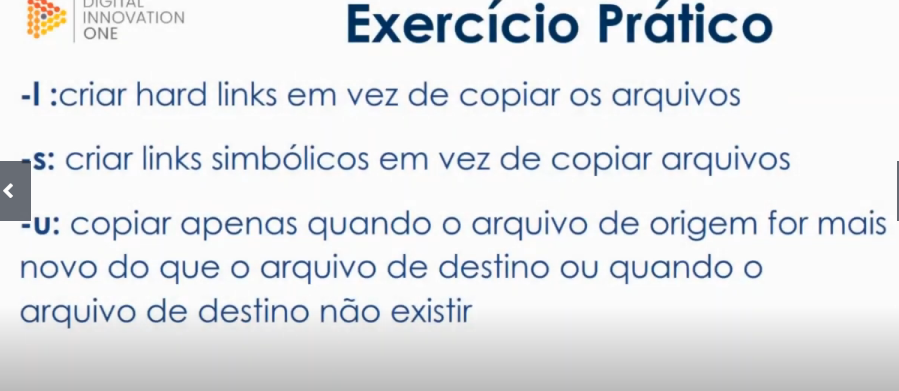 DIGITAL
INNOVATION
ONE
Exercício Prático
-l :criar hard links em vez de copiar os arquivos
-s: criar links simbólicos em vez de copiar arquivos
-u: copiar apenas quando o arquivo de origem for mais
novo do que o arquivo de destino ou quando o
arquivo de destino não existir